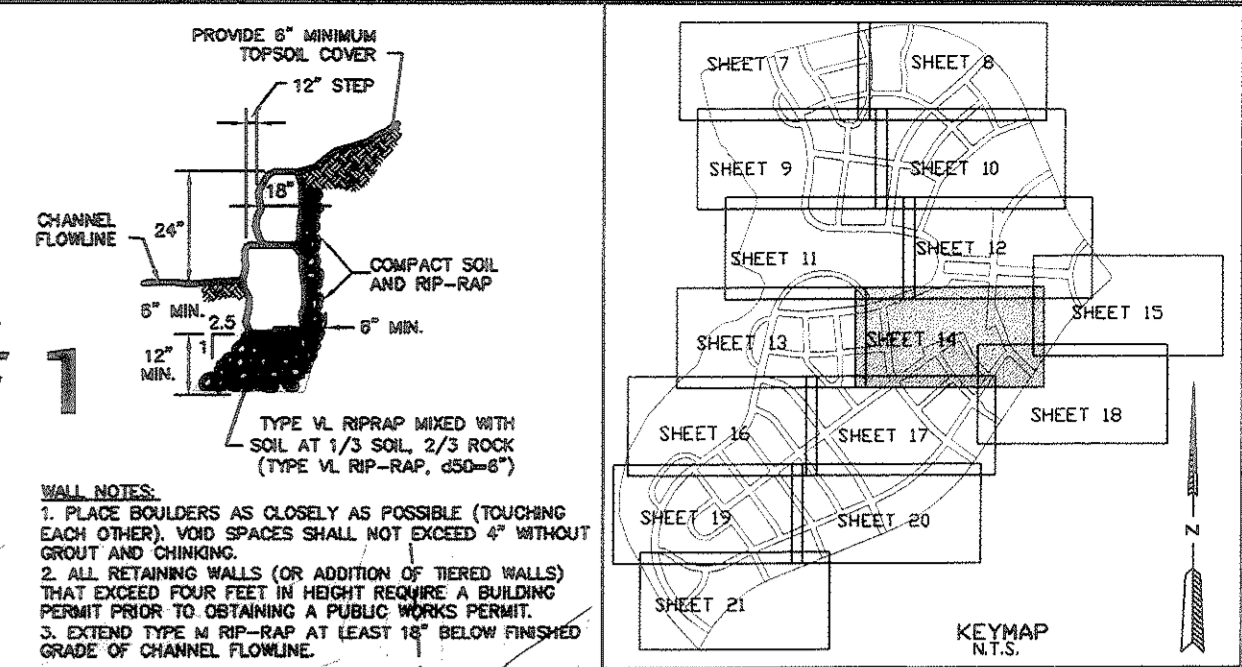 PROVIDE 6" MINIMUM
TOPSOIL COVER
12" STEP
18"
CHANNEL
FLOWLINE
24"
COMPACT SOIL
AND RIP-RAP
6" MIN.
2.5
1
6" MIN.
12"
MIN.
1
TYPE VL RIPRAP MIXED WITH
SOIL AT 1/3 SOIL, 2/3 ROCK
(TYPE VL RIP-RAP, d50=6")
WALL NOTES:
1. PLACE BOULDERS AS CLOSELY AS POSSIBLE (TOUCHING
EACH OTHER). VOID SPACES SHALL NOT EXCEED 4" WITHOUT
GROUT AND CHINKING.
2. ALL RETAINING WALLS (OR ADDITION OF TIERED WALLS)
THAT EXCEED FOUR FEET IN HEIGHT REQUIRE A BUILDING
PERMIT PRIOR TO OBTAINING A PUBLIC WORKS PERMIT.
3. EXTEND TYPE M RIP-RAP AT LEAST 18" BELOW FINISHED
GRADE OF CHANNEL FLOWLINE.
SHEET 7
SHEET 8
SHEET 9
SHEET 10
SHEET 11
SHEET 12
SHEET 13
SHEET 14
SHEET 15
SHEET 16
SHEET 17
SHEET 18
SHEET 19
SHEET 20
SHEET 21
N
KEYMAP
N.T.S.